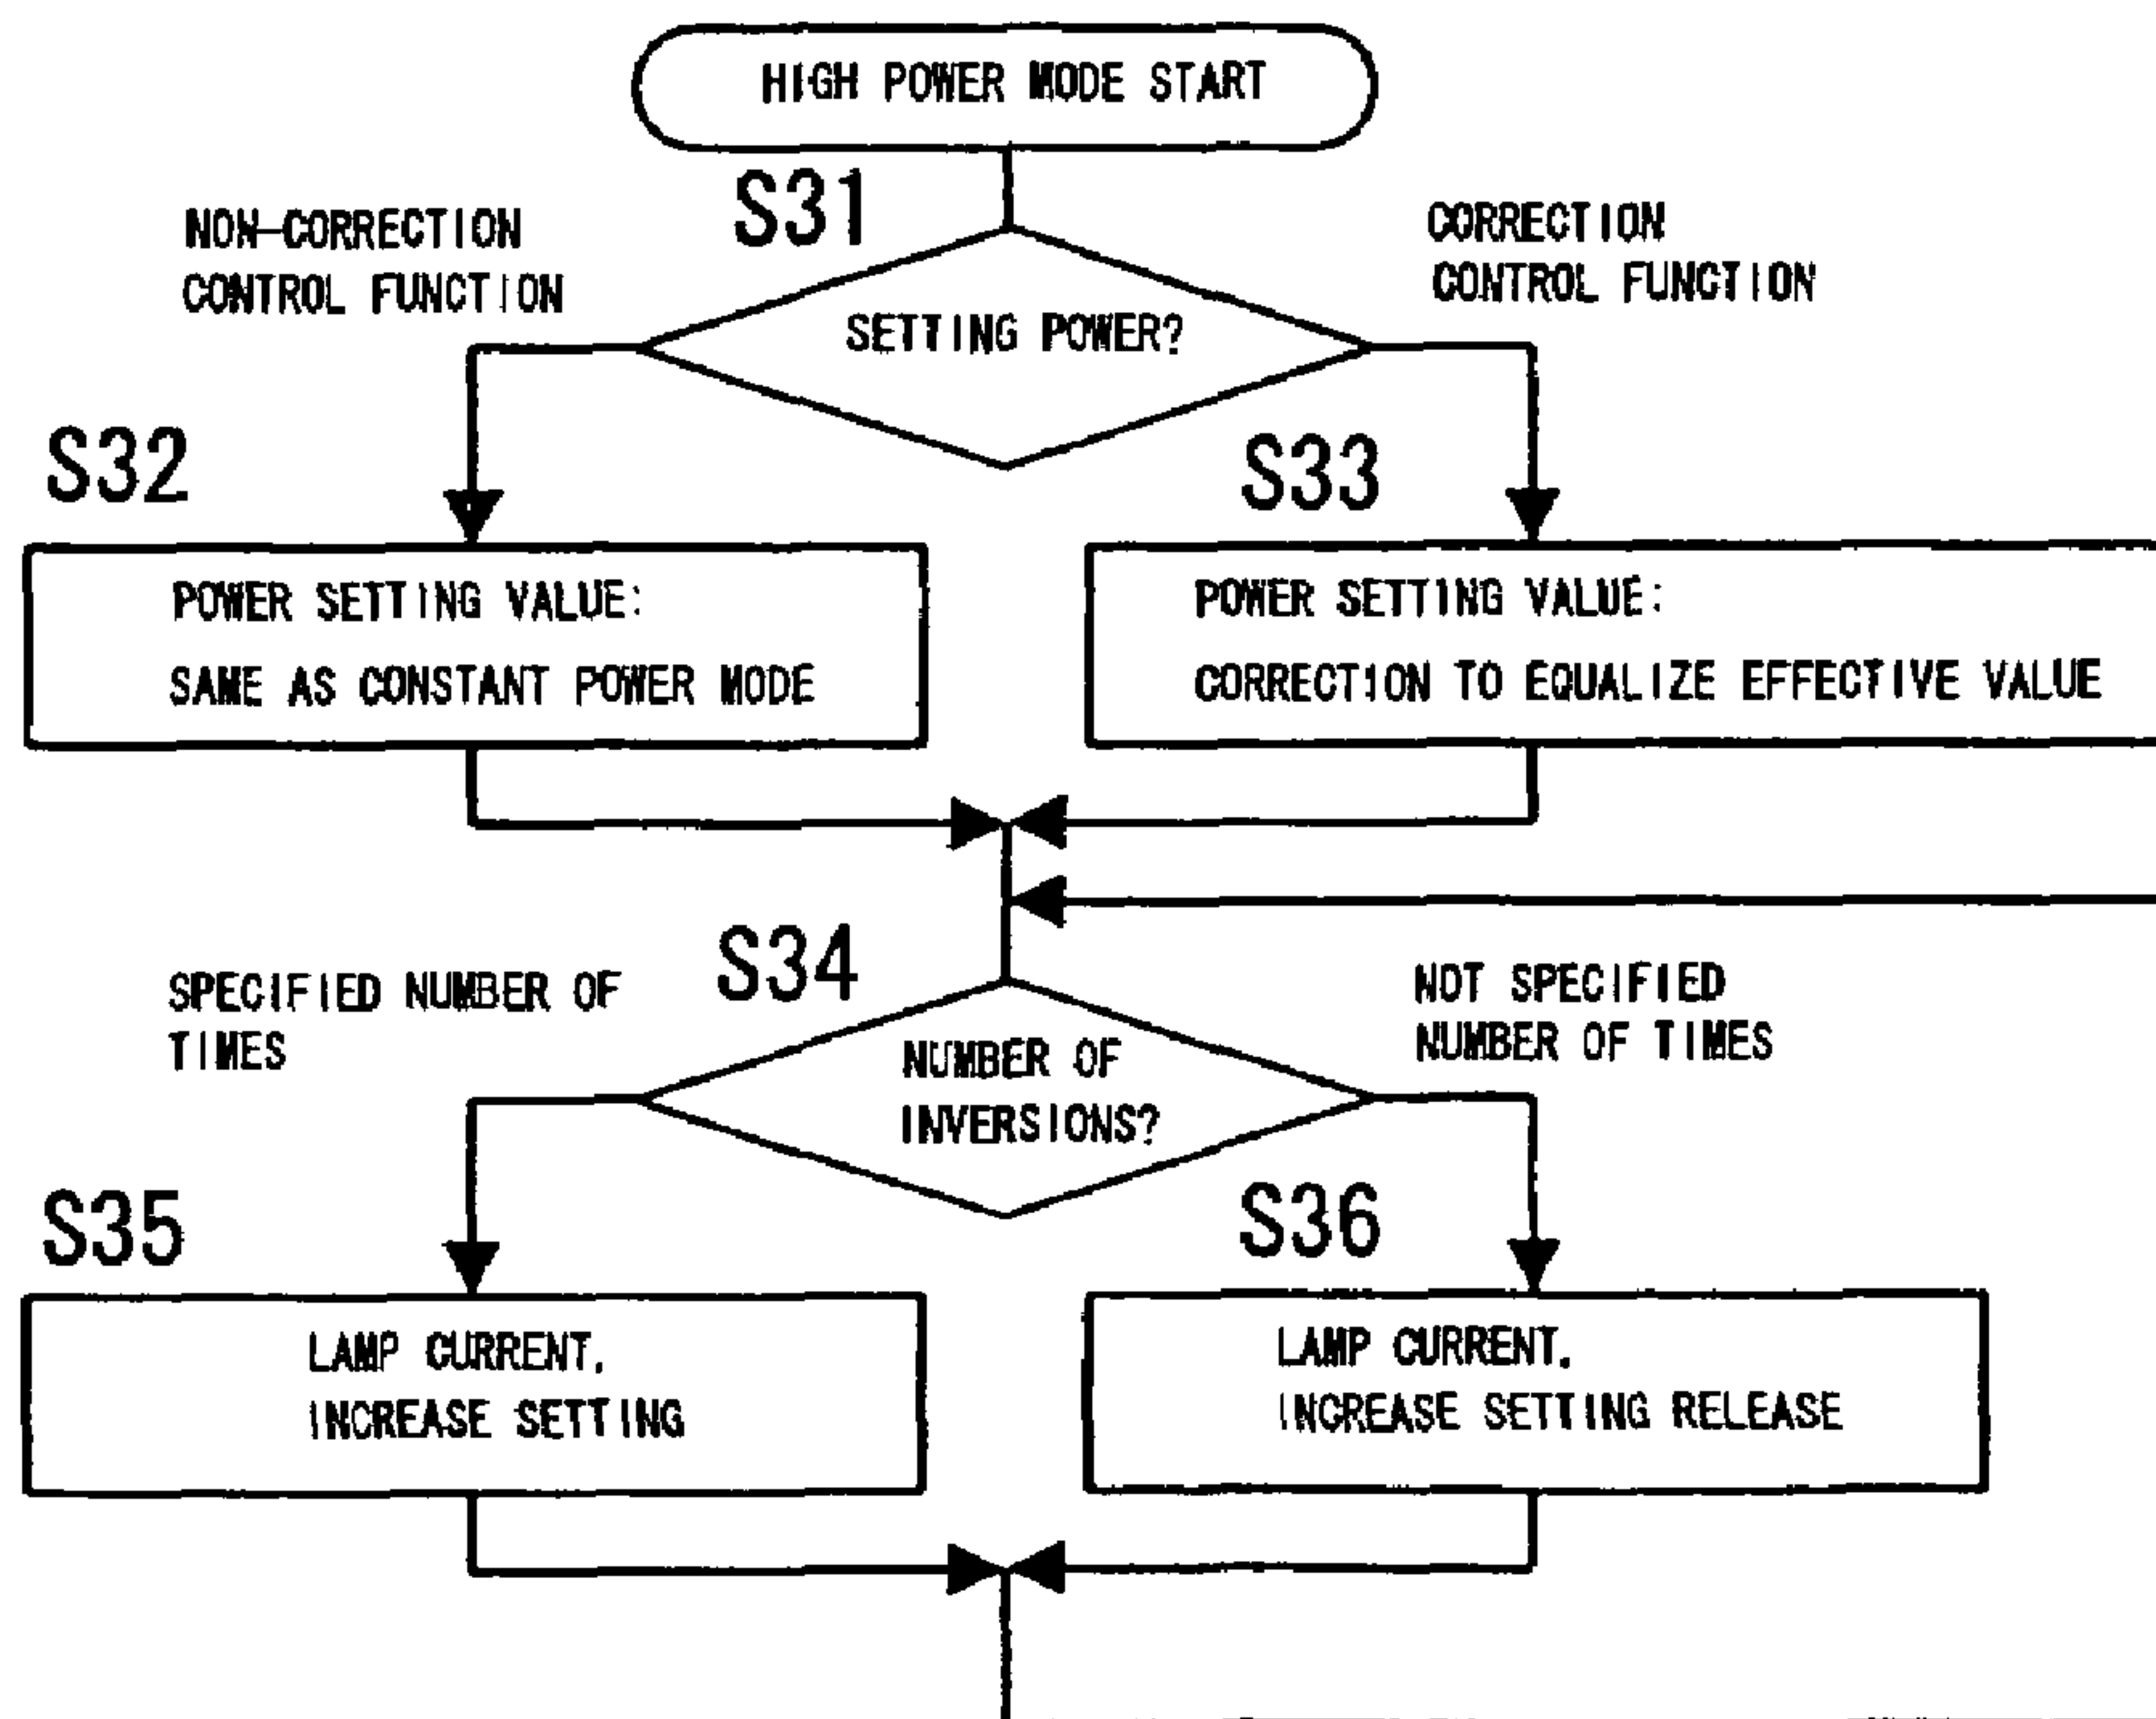 HIGH POWER MODE START
S31
NON-CORRECTION
CONTROL FUNCTION
CORRECTION
CONTROL FUNCTION
SETTING POWER?
S32
S33
POWER SETTING VALUE:
SAME AS CONSTANT POWER MODE
POWER SETTING VALUE:
CORRECTION TO EQUALIZE EFFECTIVE VALUE
S34
SPECIFIED NUMBER OF
TIMES
NOT SPECIFIED
NUMBER OF TIMES
NUMBER OF
INVERSIONS?
S35
S36
LAMP CURRENT,
INCREASE SETTING
LAMP CURRENT,
INCREASE SETTING RELEASE